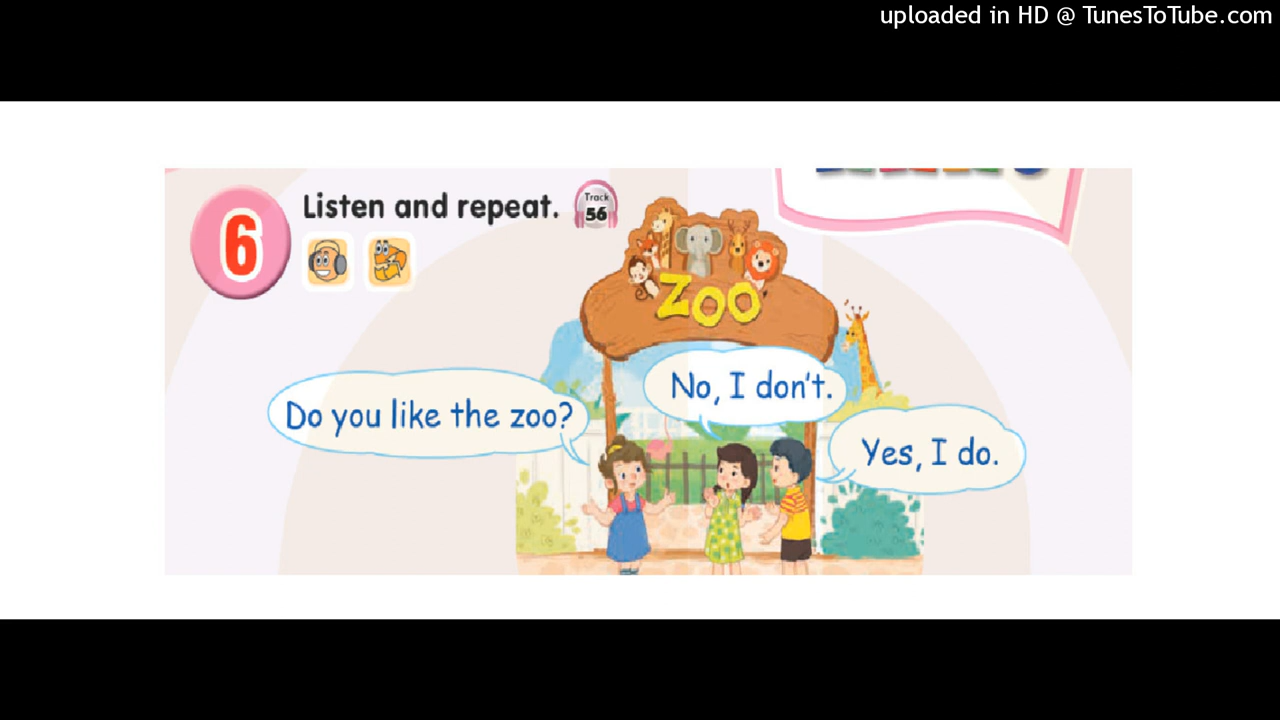 uploaded in HD @ TunesToTube.com
6
Listen and repeat.
Track
56
ZOO
No, I don't.
Do you like the zoo?
Yes, I do.